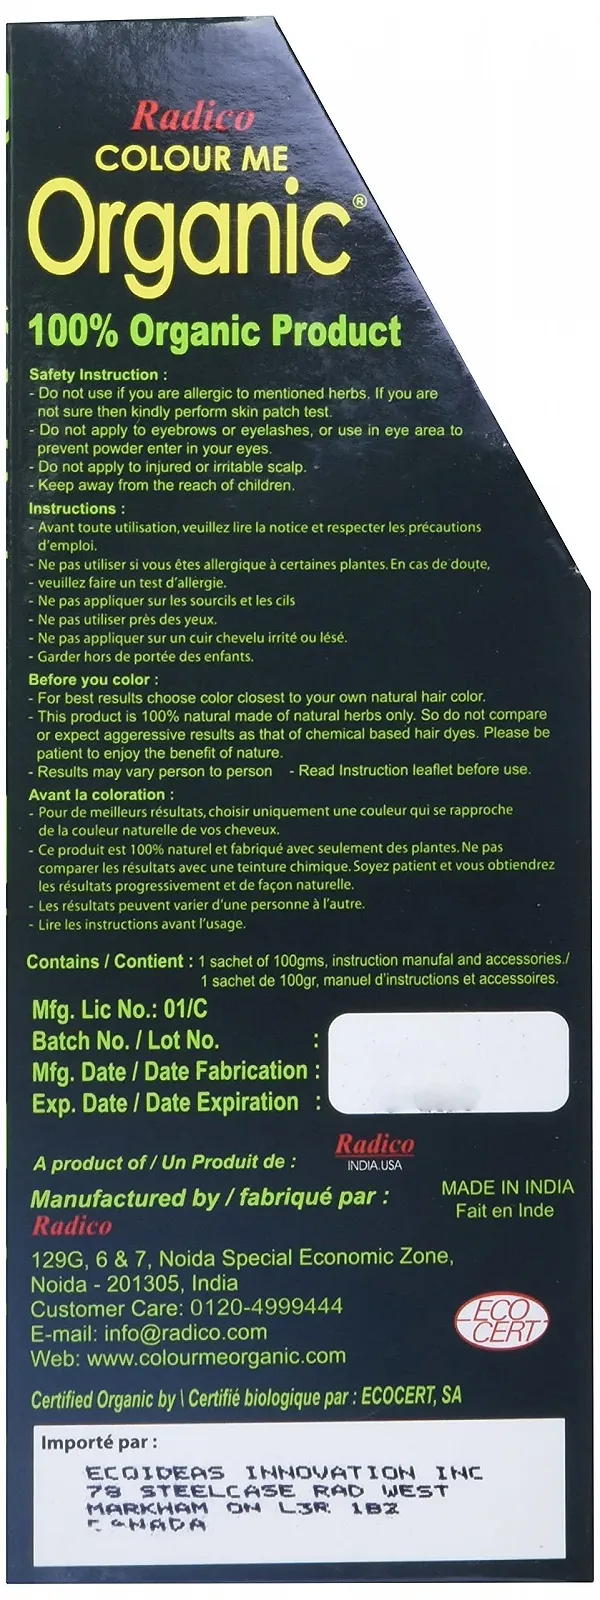 Radico
COLOUR ME
Organic®
100% Organic Product
Safety Instruction :
- Do not use if you are allergic to mentioned herbs. If you are
not sure then kindly perform skin patch test.
- Do not apply to eyebrows or eyelashes, or use in eye area to
prevent powder enter in your eyes.
- Do not apply to injured or irritable scalp.
- Keep away from the reach of children.
Instructions :
- Avant toute utilisation, veuillez lire la notice et respecter les précautions
d'emploi.
- Ne pas utiliser si vous êtes allergique à certaines plantes. En cas de doute,
- veuillez faire un test d'allergie.
- Ne pas appliquer sur les sourcils et les cils
- Ne pas utiliser près des yeux.
- Ne pas appliquer sur un cuir chevelu irrité ou lésé.
- Garder hors de portée des enfants.
Before you color :
- For best results choose color closest to your own natural hair color.
- This product is 100% natural made of natural herbs only. So do not compare
or expect aggeressive results as that of chemical based hair dyes. Please be
patient to enjoy the benefit of nature.
- Results may vary person to person - Read Instruction leaflet before use.
Avant la coloration :
- Pour de meilleurs résultats, choisir uniquement une couleur qui se rapproche
de la couleur naturelle de vos cheveux.
- Ce produit est 100% naturel et fabriqué avec seulement des plantes. Ne pas
comparer les résultats avec une teinture chimique. Soyez patient et vous obtiendrez
les résultats progressivement et de façon naturelle.
- Les résultats peuvent varier d'une personne à l'autre.
- Lire les instructions avant l'usage.
Contains / Contient : 1 sachet of 100gms, instruction manufal and accessories./
1 sachet de 100gr, manuel d'instructions et accessoires.
Mfg. Lic No.: 01/C
Batch No. / Lot No. :
Mfg. Date / Date Fabrication :
Exp. Date / Date Expiration :
A product of / Un Produit de : Radico
INDIA.USA
Manufactured by / fabriqué par :
Radico
MADE IN INDIA
Fait en Inde
129G, 6 & 7, Noida Special Economic Zone,
Noida - 201305, India
Customer Care: 0120-4999444
E-mail: info@radico.com
Web: www.colourmeorganic.com
ECO
CERT
Certified Organic by \ Certifié biologique par : ECOCERT, SA
Importé par :
ECOIDEAS INNOVATION INC
78 STEELCASE RAD WEST
MARKHAM ON L3R 1B2
CANADA